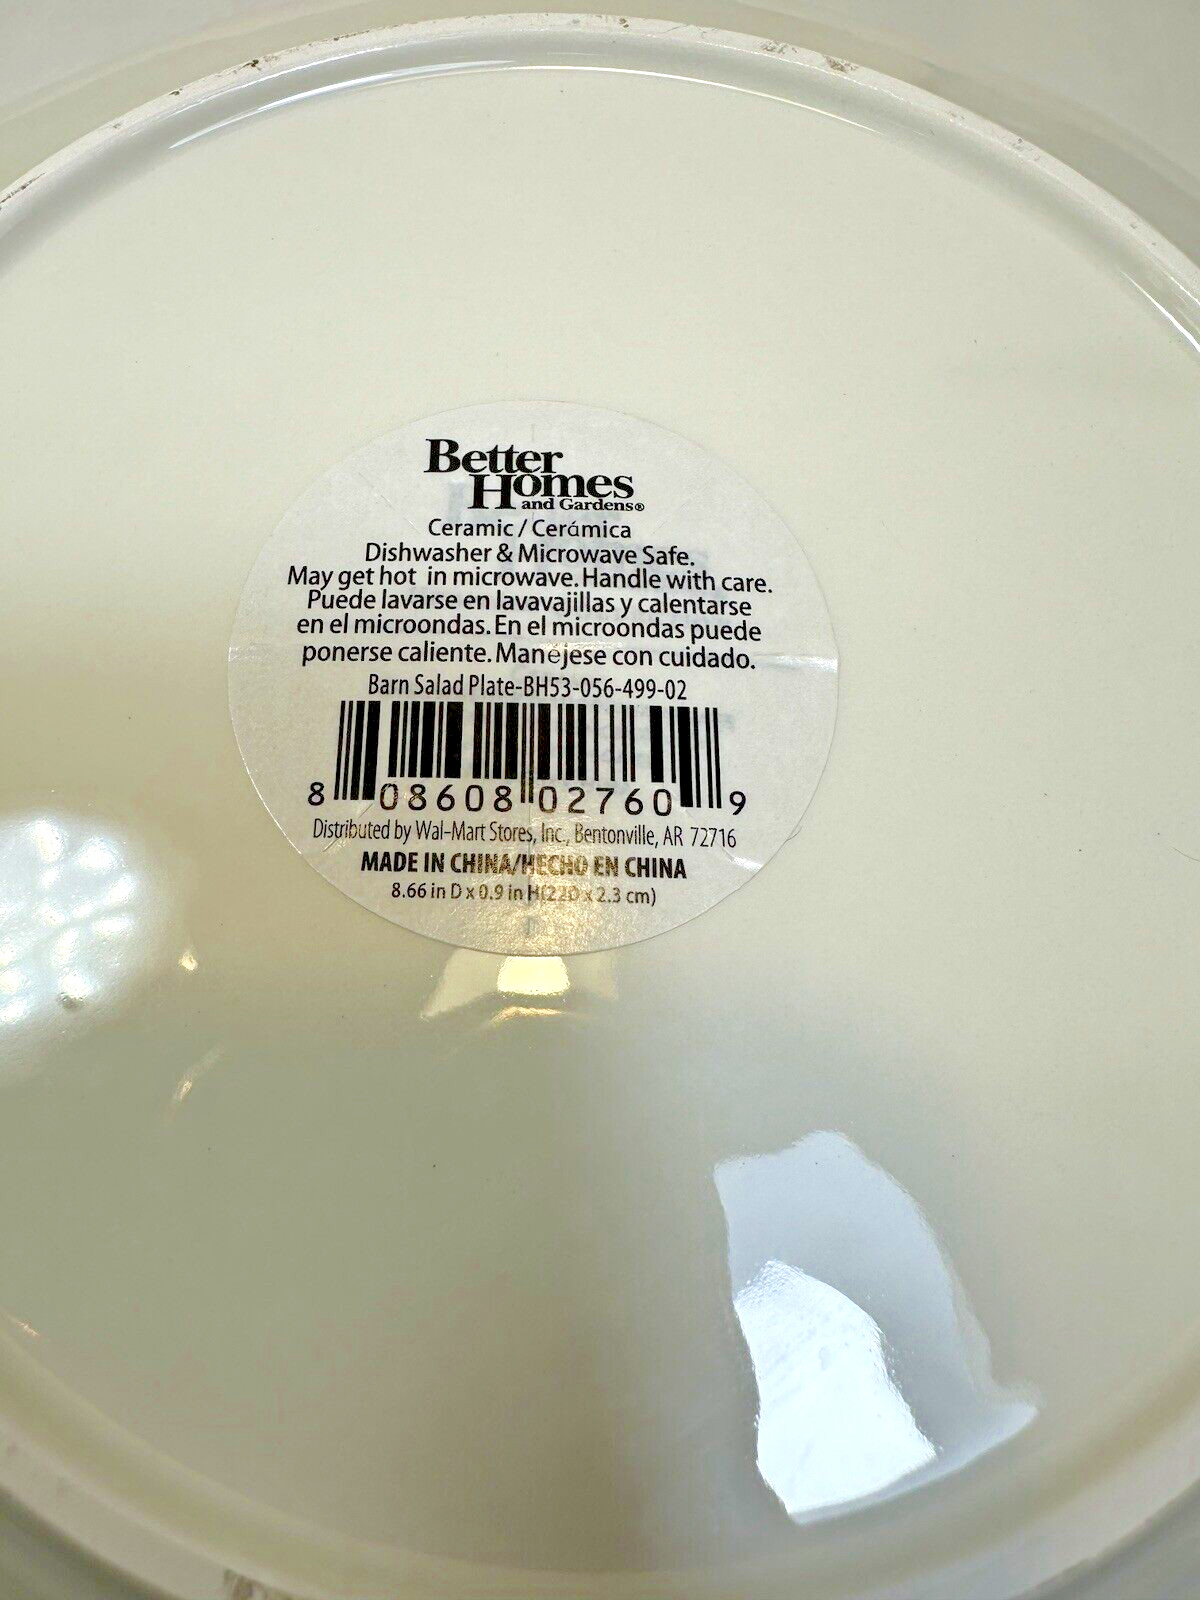 Better
Homes
and Gardens®
Ceramic / Cerámica
Dishwasher & Microwave Safe.
May get hot in microwave. Handle with care.
Puede lavarse en lavavajillas y calentarse
en el microondas. En el microondas puede
ponerse caliente. Manéjese con cuidado.
Barn Salad Plate-BH53-056-499-02
8 08608 02760 9
Distributed by Wal-Mart Stores, Inc., Bentonville, AR 72716
MADE IN CHINA/HECHO EN CHINA
8.66 in D x 0.9 in H(220 x 2.3 cm)